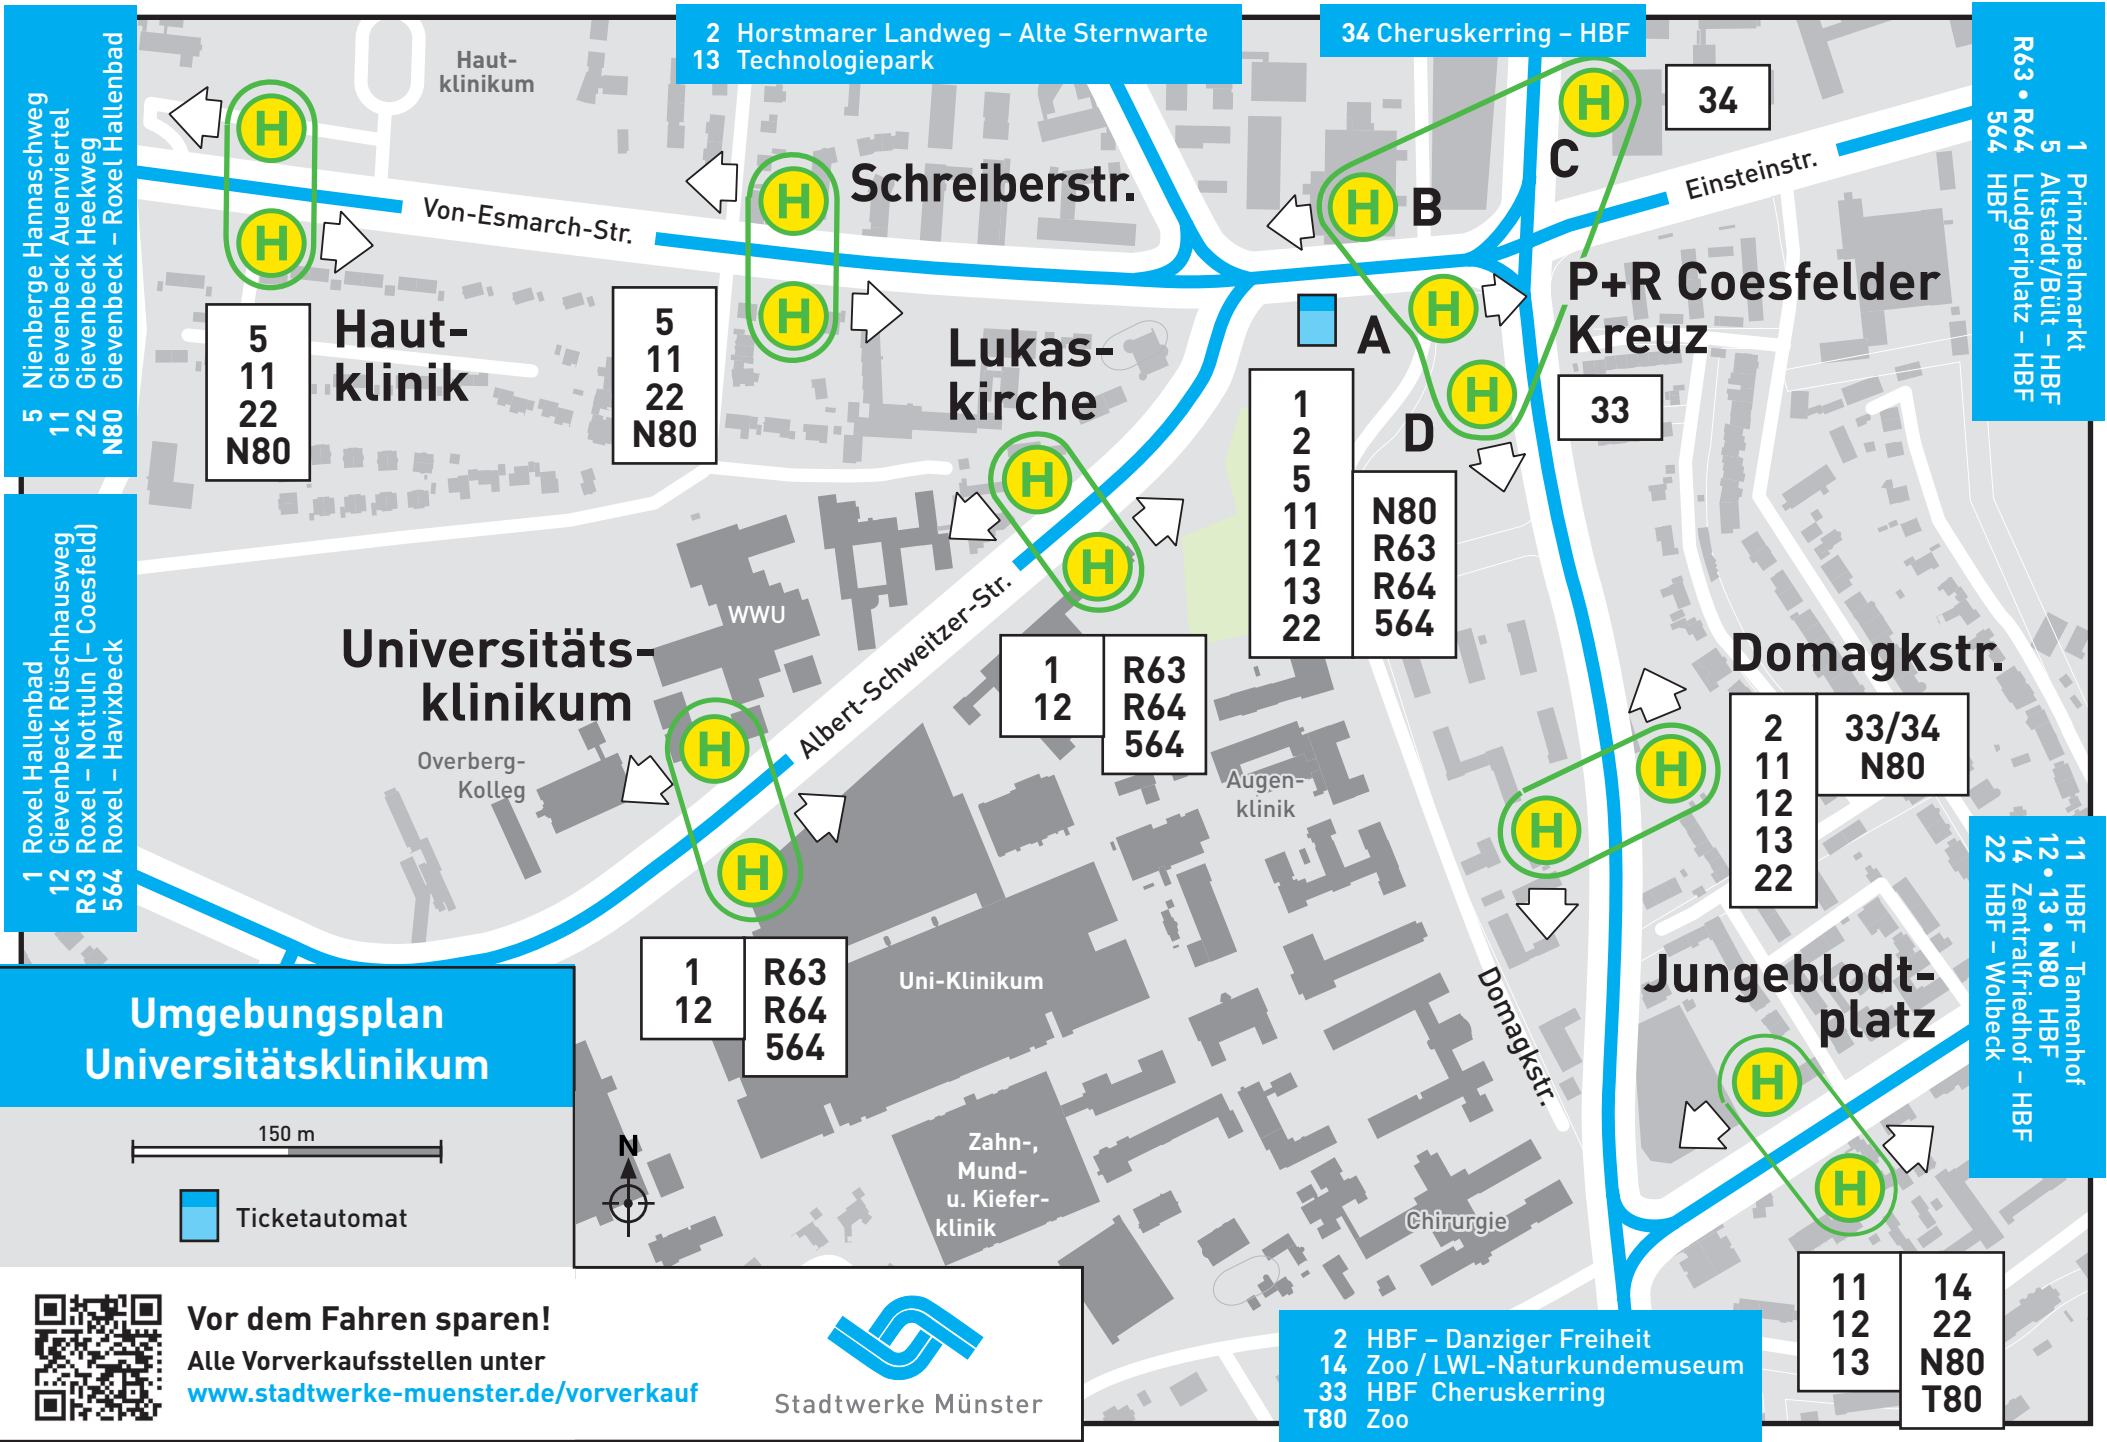 2 Horstmarer Landweg – Alte Sternwarte
13 Technologiepark
34 Cheruskerring – HBF
5 Nienberge Hannaschweg
11 Gievenbeck Auenviertel
22 Gievenbeck Heekweg
N80 Gievenbeck – Roxel Hallenbad
1 Prinzipalmarkt
5 Altstadt/Bült – HBF
R63 • R64 Ludgeriplatz – HBF
564 HBF
Haut-
klinikum
H
H
H
H
H
H
34
C
B
Schreiberstr.
Einsteinstr.
Von-Esmarch-Str.
P+R Coesfelder
Kreuz
H
A
H
D
33
5
11
22
N80
Haut-
klinik
5
11
22
N80
Lukas-
kirche
H
H
1
2
5
11
12
13
22
N80
R63
R64
564
1 Roxel Hallenbad
12 Gievenbeck Rüschhausweg
R63 Roxel – Nottuln (– Coesfeld)
564 Roxel – Havixbeck
WWU
Albert-Schweitzer-Str.
Universitäts-
klinikum
1
12
R63
R64
564
Domagkstr.
2
11
12
13
22
33/34
N80
H
H
H
H
Overberg-
Kolleg
Augen-
klinik
11 HBF – Tannenhof
12 • 13 • N80 HBF
14 Zentralfriedhof – HBF
22 HBF – Wolbeck
1
12
R63
R64
564
Uni-Klinikum
Domagkstr.
Jungeblodt-
platz
H
H
Umgebungsplan
Universitätsklinikum
150 m
Ticketautomat
N
Zahn-,
Mund-
u. Kiefer-
klinik
Chirurgie
11
12
13
14
22
N80
T80
2 HBF – Danziger Freiheit
14 Zoo / LWL-Naturkundemuseum
33 HBF Cheruskerring
T80 Zoo
Vor dem Fahren sparen!
Alle Vorverkaufsstellen unter
www.stadtwerke-muenster.de/vorverkauf
Stadtwerke Münster